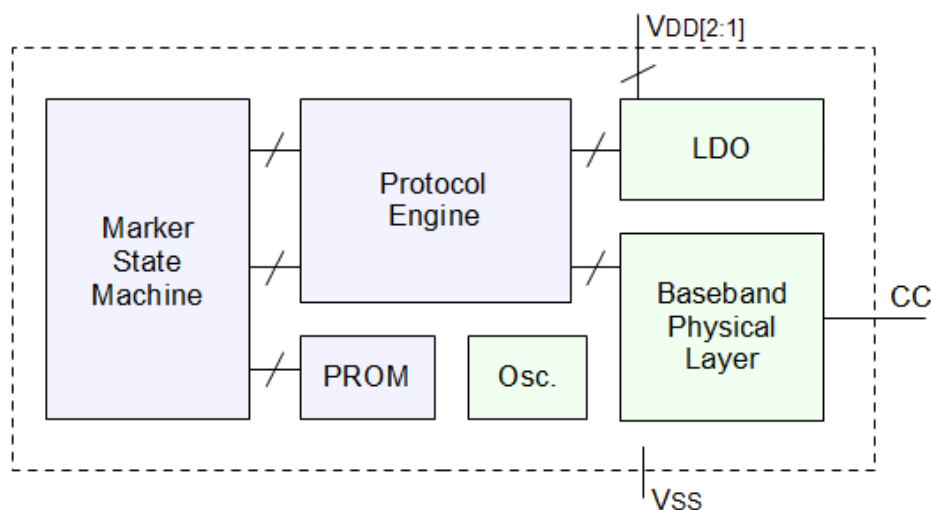 VDD[2:1]
LDO
Protocol
Engine
Marker
State
Machine
Baseband
Physical
Layer
CC
PROM
Osc.
VSS